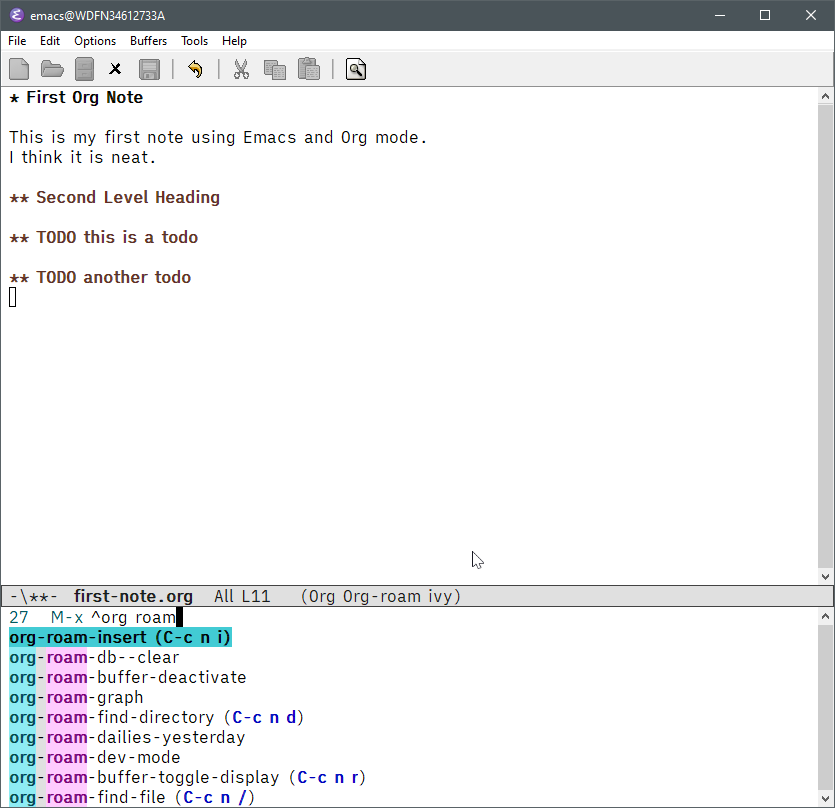 emacs@WDFN34612733A
File Edit Options Buffers Tools Help
* First Org Note
This is my first note using Emacs and Org mode.
I think it is neat.
** Second Level Heading
** TODO this is a todo
** TODO another todo
-\**- first-note.org All L11 (Org Org-roam ivy)
27 M-x ^org roam
org-roam-insert (C-c n i)
org-roam-db--clear
org-roam-buffer-deactivate
org-roam-graph
org-roam-find-directory (C-c n d)
org-roam-dailies-yesterday
org-roam-dev-mode
org-roam-buffer-toggle-display (C-c n r)
org-roam-find-file (C-c n /)